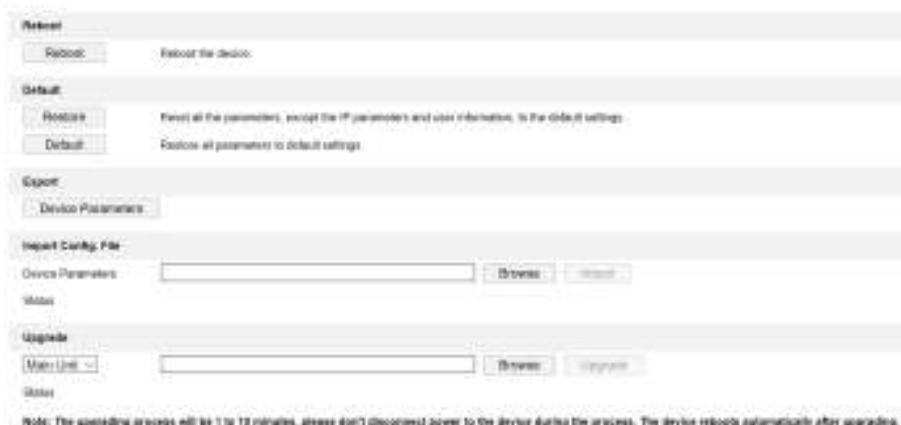 Reboot
Reboot Reboot the device.
Default
Restore Reset all the parameters, except the IP parameters and user information, to the default settings.
Default Restore all parameters to default settings.
Export
Device Parameters
Import Config. File
Device Parameters Browse Import
Status
Upgrade
Main Unit Browse Upgrade
Status
Note: The upgrading process will be 1 to 10 minutes, please don't disconnect power to the device during the process. The device reboots automatically after upgrading.